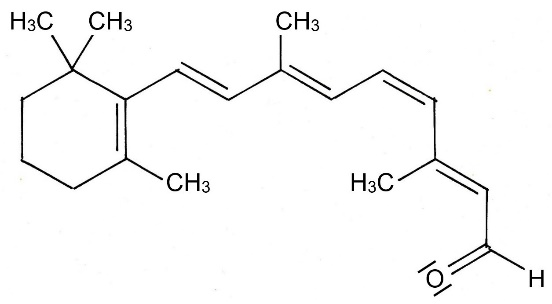 H₃C CH₃ CH₃
CH₃ H₃C
O H